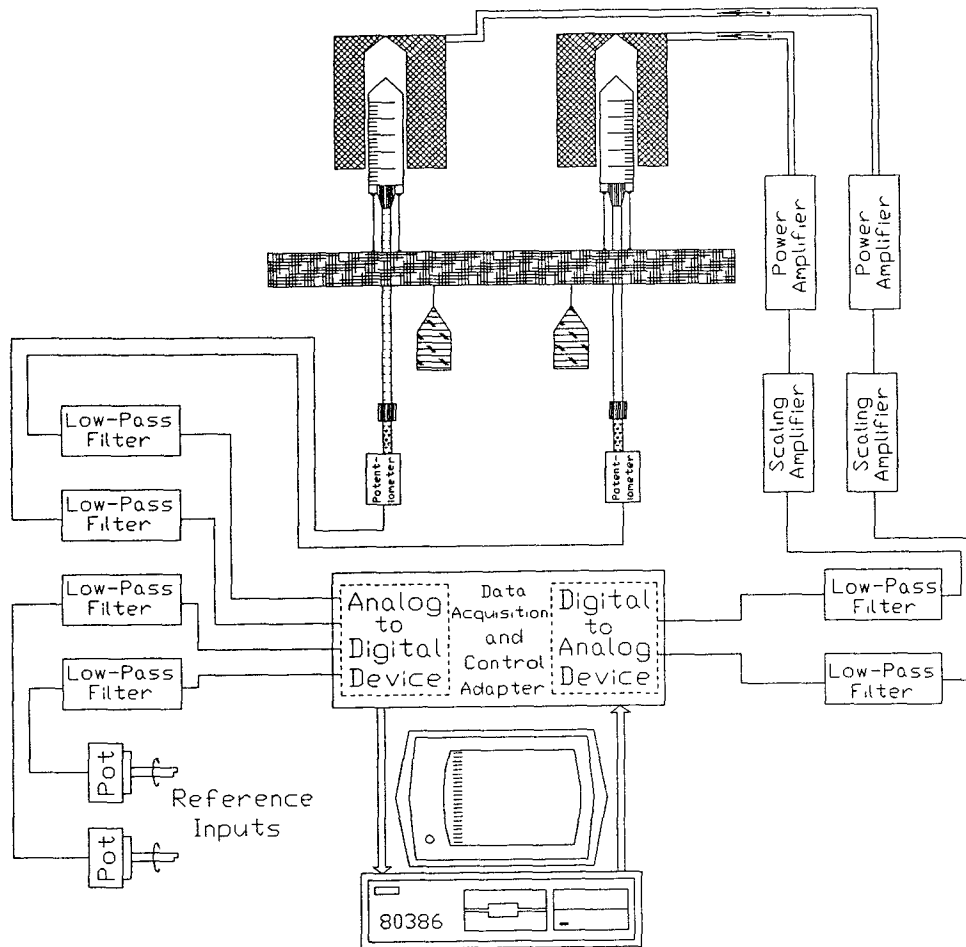 Power
Amplifier
Power
Amplifier
Scaling
Amplifier
Scaling
Amplifier
Low-Pass
Filter
Potent-
iometer
Potent-
iometer
Low-Pass
Filter
Low-Pass
Filter
Low-Pass
Filter
Analog
to
Digital
Device
Data
Acquisition
and
Control
Adapter
Digital
to
Analog
Device
Low-Pass
Filter
Low-Pass
Filter
Pot
Reference
Inputs
Pot
80386